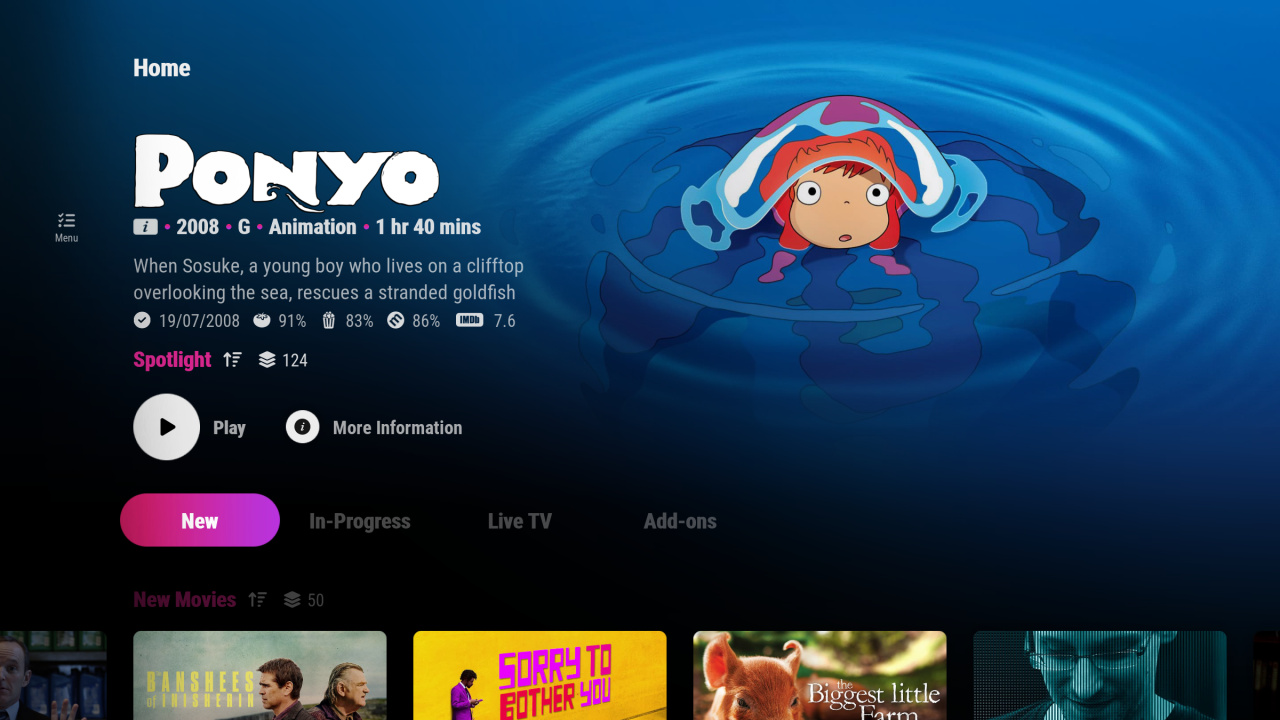 Home
PONYO
i • 2008 • G • Animation • 1 hr 40 mins
Menu
When Sosuke, a young boy who lives on a clifftop
overlooking the sea, rescues a stranded goldfish
19/07/2008 91% 83% 86% IMDb 7.6
Spotlight 124
Play i More Information
New In-Progress Live TV Add-ons
New Movies 50
BANSHEES
of INISHERIN
SORRY TO
BOTHER YOU
the
Biggest little
Farm